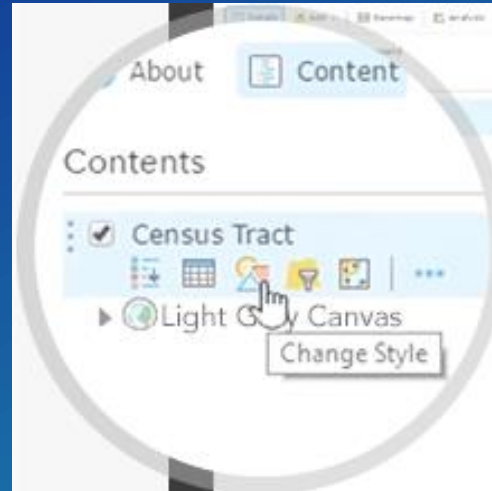 About Content
Contents
Census Tract
Light Canvas
Change Style